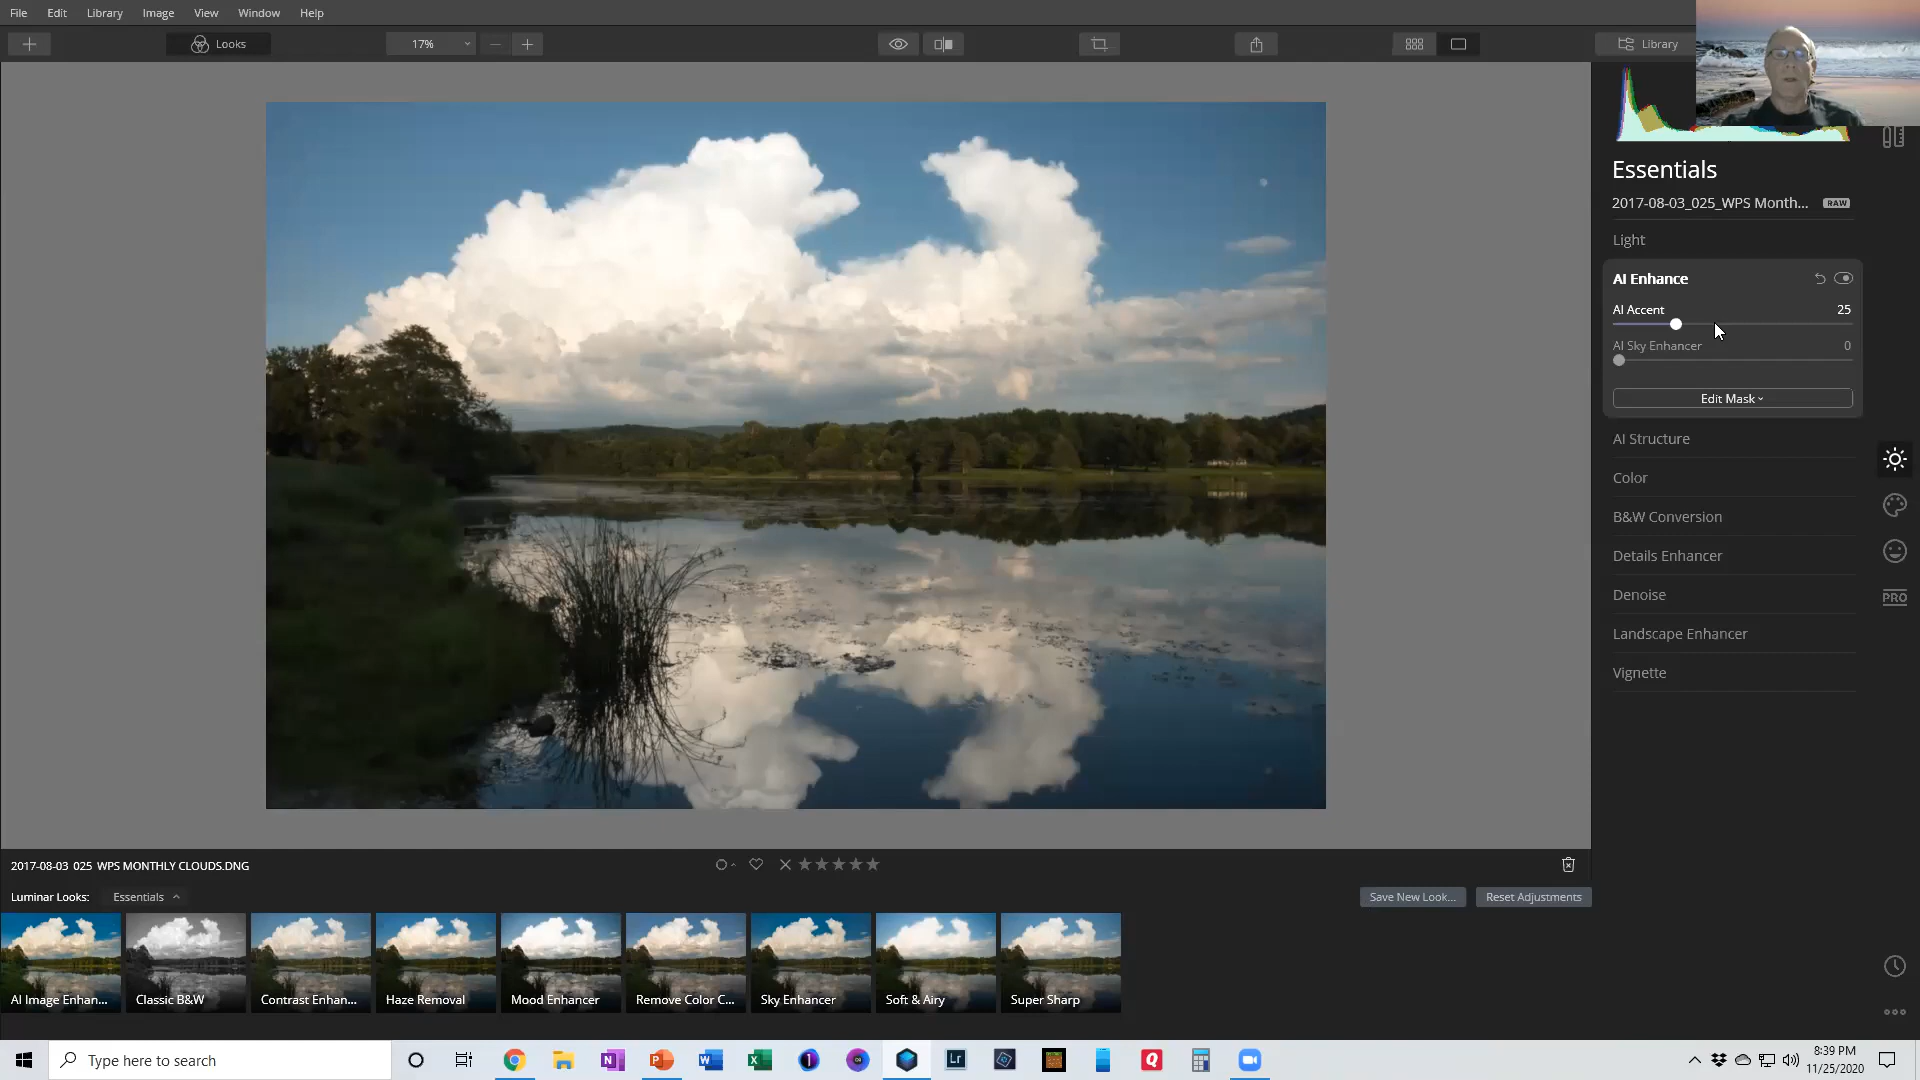 File Edit Library Image View Window Help
Looks 17% Library
Essentials
2017-08-03_025_WPS Month... RAW
Light
AI Enhance
AI Accent 25
AI Sky Enhancer 0
Edit Mask
AI Structure
Color
B&W Conversion
Details Enhancer
Denoise
Landscape Enhancer
Vignette
PRO
2017-08-03 025 WPS MONTHLY CLOUDS.DNG
Luminar Looks: Essentials Save New Look... Reset Adjustments
AI Image Enhan... Classic B&W Contrast Enhan... Haze Removal Mood Enhancer Remove Color C... Sky Enhancer Soft & Airy Super Sharp
Type here to search
Lr
8:39 PM
11/25/2020